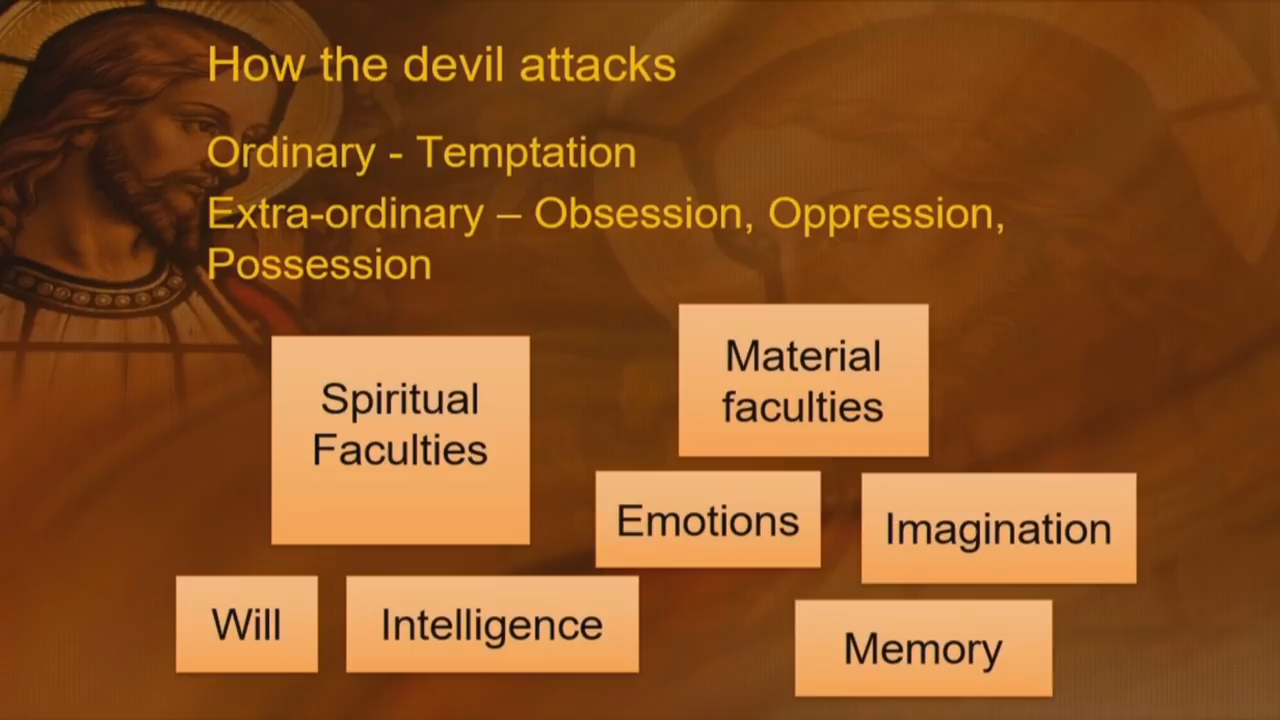 How the devil attacks
Ordinary - Temptation
Extra-ordinary – Obsession, Oppression,
Possession
Spiritual
Faculties
Material
faculties
Emotions
Imagination
Will
Intelligence
Memory